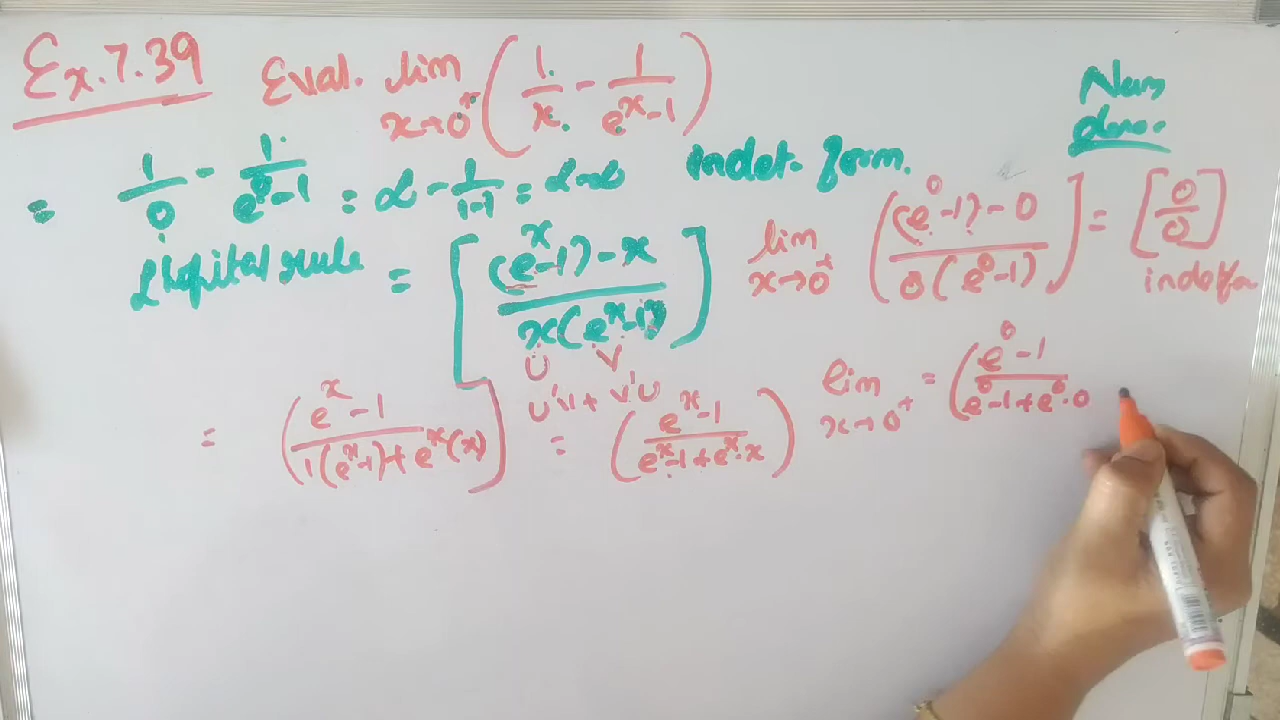 Ex.7.39 Eval. lim x→0⁺ (1/x - 1/(eˣ-1))
Num
deno.
= 1/0 - 1/(e⁰-1) = ∞ - 1/(1-1) = ∞-∞ indet. form.
Lhopital rule = [((eˣ-1)-x)/(x(eˣ-1))] lim x→0⁺ [((e⁰-1)-0)/(0(e⁰-1))] = [0/0]
indet fo
U V
U'V + V'U
= ((eˣ-1)/(1(eˣ-1)+eˣ(x))) = ((eˣ-1)/(eˣ-1+eˣ·x)) lim x→0⁺ = ((e⁰-1)/(e⁰-1+e⁰·0